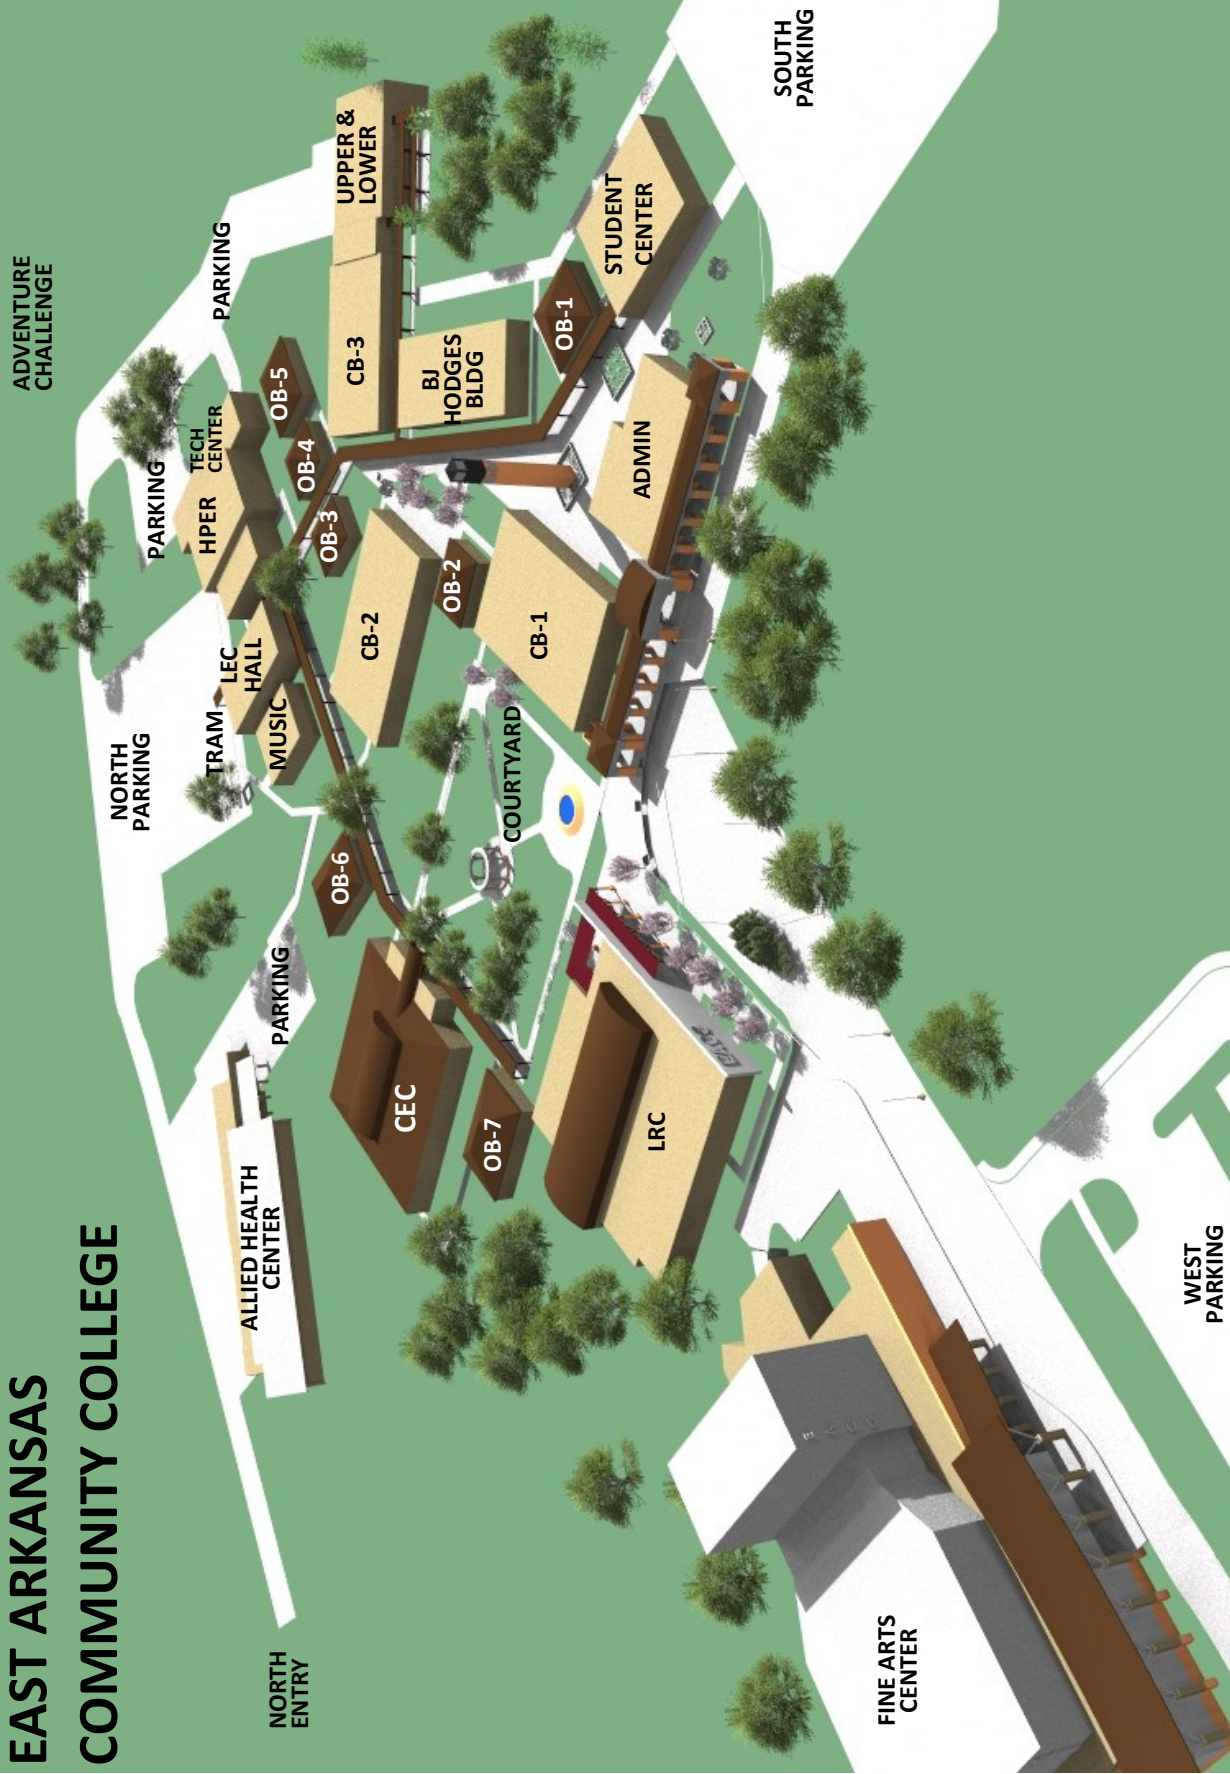 EAST ARKANSAS
COMMUNITY COLLEGE
ADVENTURE
CHALLENGE
NORTH
ENTRY
ALLIED HEALTH
CENTER
PARKING
NORTH
PARKING
TRAM
LEC
HALL
MUSIC
PARKING
HPER
TECH
CENTER
PARKING
OB-6
OB-3
OB-4
OB-5
UPPER &
LOWER
CB-3
BJ
HODGES
BLDG
CEC
OB-7
CB-2
OB-2
COURTYARD
CB-1
OB-1
STUDENT
CENTER
ADMIN
SOUTH
PARKING
LRC
EACC
FINE ARTS
CENTER
EACC
WEST
PARKING